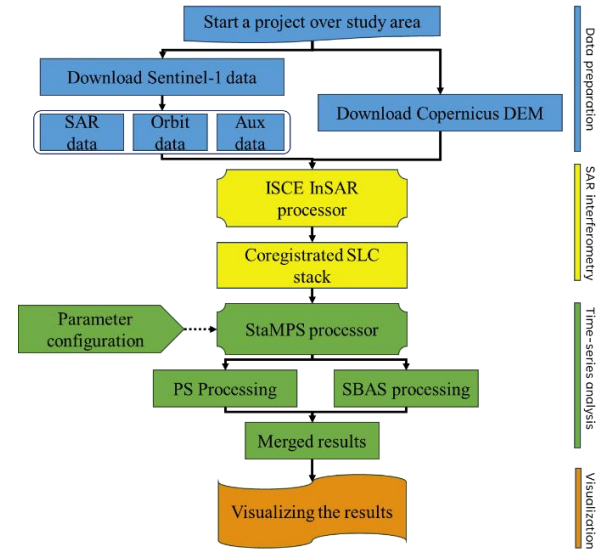 Start a project over study area
Download Sentinel-1 data
Download Copernicus DEM
SAR
data
Orbit
data
Aux
data
Data preparation
ISCE InSAR
processor
Coregistrated SLC
stack
SAR interferometry
Parameter
configuration
StaMPS processor
PS Processing
SBAS processing
Merged results
Time-series analysis
Visualizing the results
Visualization